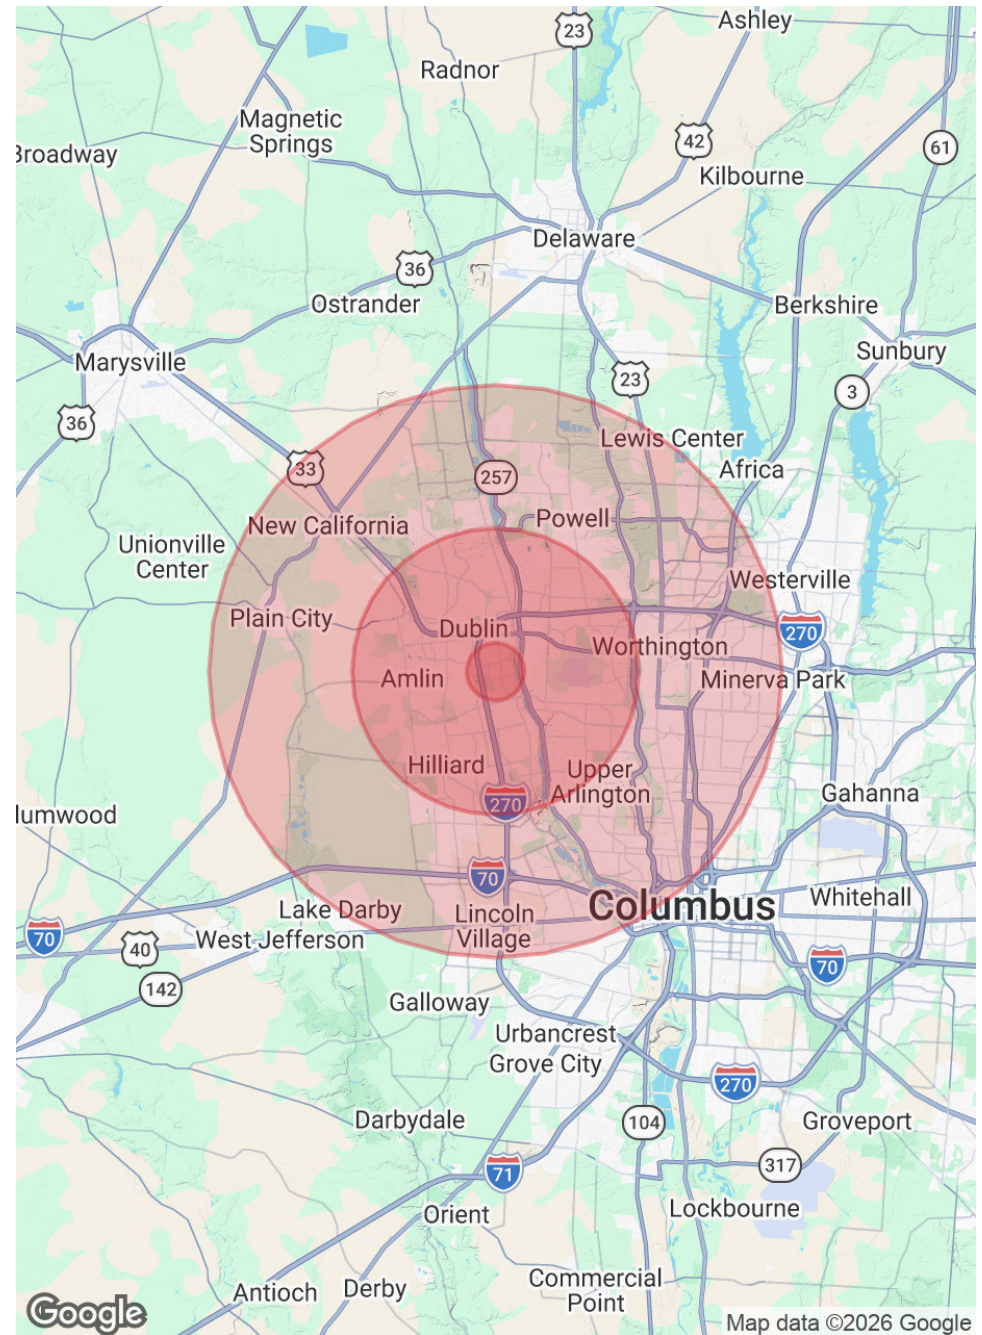 23
Ashley
Radnor
Magnetic
Springs
42
61
Broadway
Kilbourne
Delaware
36
Ostrander
Berkshire
Sunbury
Marysville
23
3
36
Lewis Center
33
Africa
257
New California
Powell
Unionville
Center
Westerville
Plain City
Dublin
270
Worthington
Amlin
Minerva Park
Hilliard
Upper
Arlington
270
Gahanna
lumwood
70
Columbus
Whitehall
Lake Darby
Lincoln
Village
70
40
West Jefferson
70
142
Galloway
Urbancrest
Grove City
270
Darbydale
104
Groveport
317
71
Lockbourne
Orient
Antioch
Derby
Commercial
Point
Google
Map data ©2026 Google